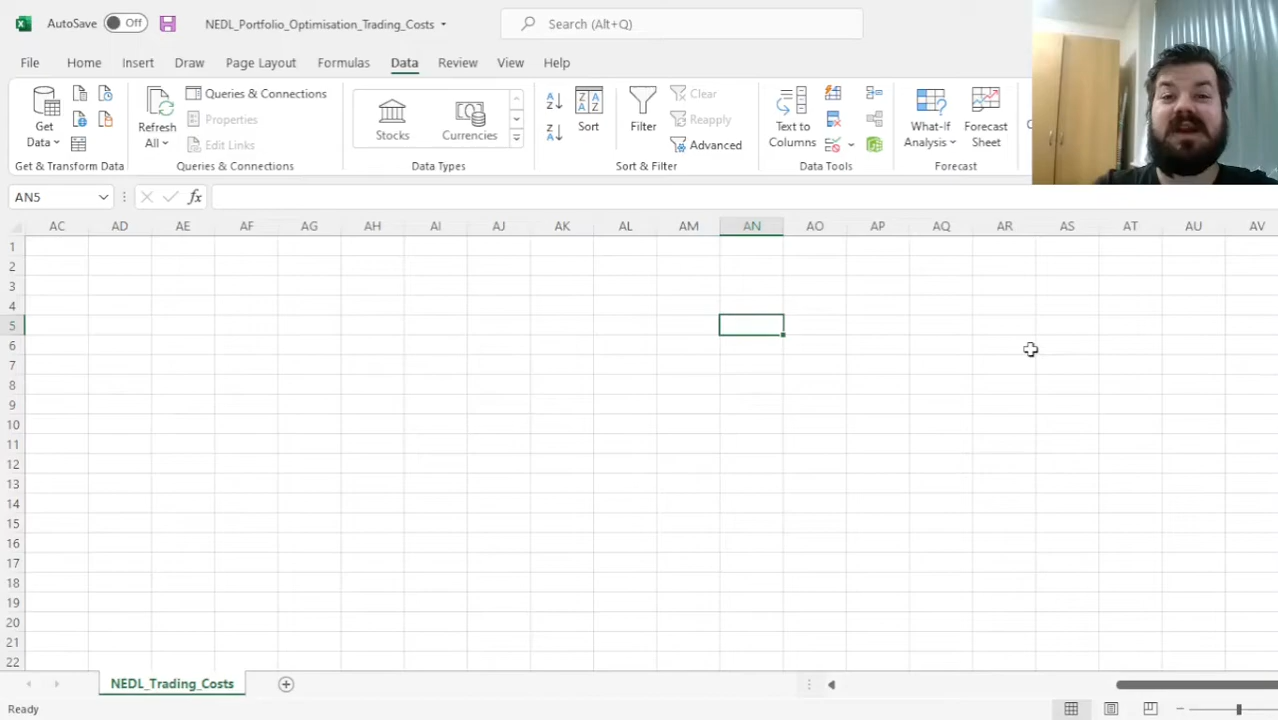 AutoSave Off NEDL_Portfolio_Optimisation_Trading_Costs Search (Alt+Q)
File Home Insert Draw Page Layout Formulas Data Review View Help
Get Data
Refresh All
Queries & Connections
Properties
Edit Links
Stocks
Currencies
Sort
Filter
Clear
Reapply
Advanced
Text to Columns
What-If Analysis
Forecast Sheet
Get & Transform Data Queries & Connections Data Types Sort & Filter Data Tools Forecast
AN5 fx
AC AD AE AF AG AH AI AJ AK AL AM AN AO AP AQ AR AS AT AU AV
1
2
3
4
5
6
7
8
9
10
11
12
13
14
15
16
17
18
19
20
21
22
NEDL_Trading_Costs
Ready